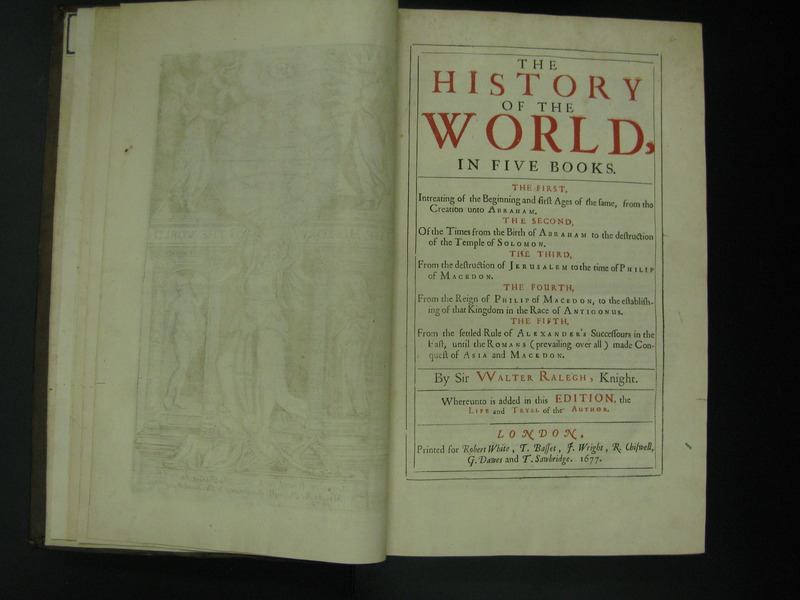 THE
HISTORY
OF THE
WORLD,
IN FIVE BOOKS.
THE FIRST,
Intreating of the Beginning and first Ages of the same, from the
Creation unto ABRAHAM.
THE SECOND,
Of the Times from the Birth of ABRAHAM to the destruction
of the Temple of SOLOMON.
THE THIRD,
From the destruction of JERUSALEM to the time of PHILIP
of MACEDON.
THE FOURTH,
From the Reign of PHILIP of MACEDON, to the establish-
ing of that Kingdom in the Race of ANTIGONUS.
THE FIFTH,
From the settled Rule of ALEXANDER's Successours in the
East, until the ROMANS (prevailing over all) made Con-
quest of ASIA and MACEDON.
By Sir WALTER RALEGH, Knight.
Whereunto is added in this EDITION, the
LIFE and TRYAL of the AUTHOR.
LONDON,
Printed for Robert White, T. Basset, J. Wright, R. Chiswell,
G. Dawes and T. Sawbridge. 1677.